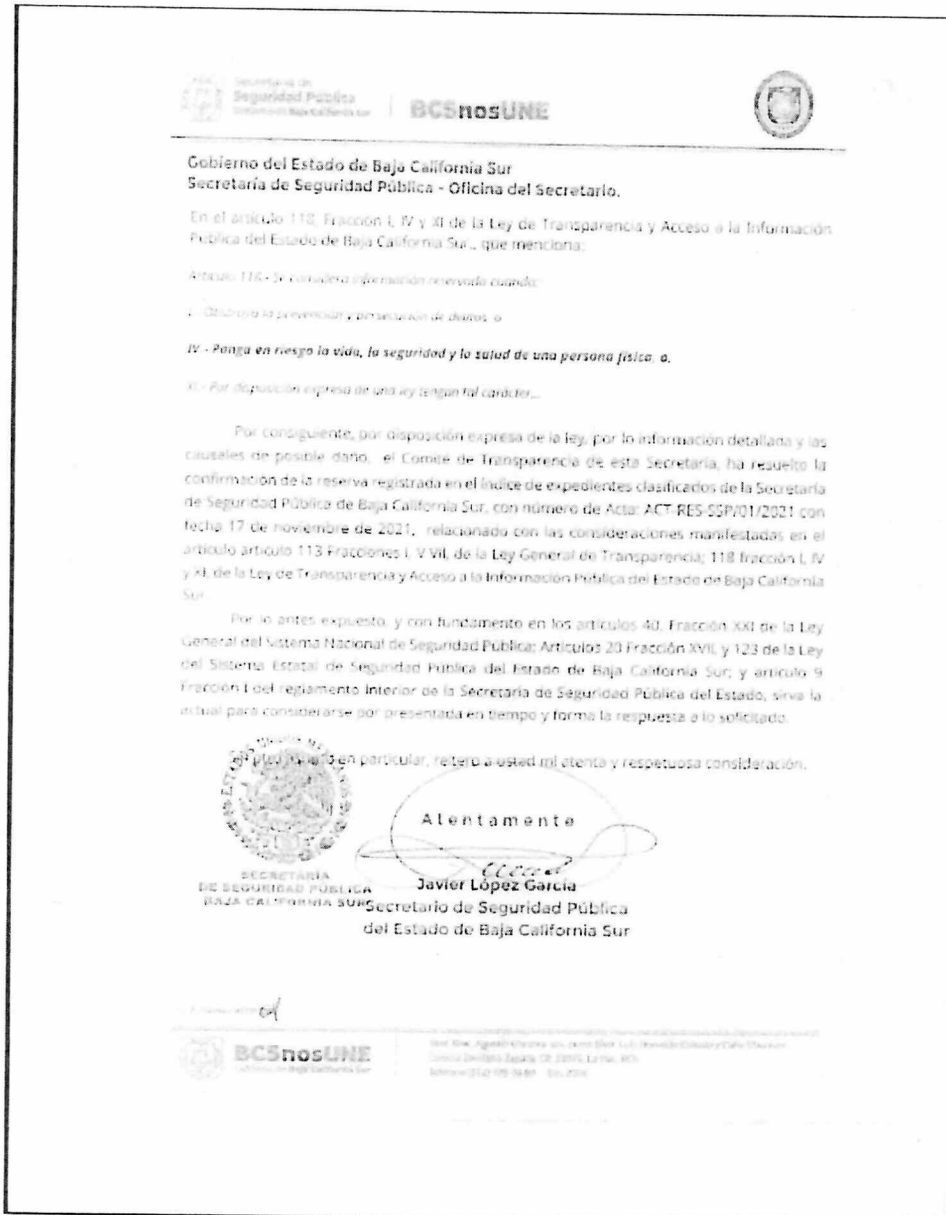 Secretaría de
Seguridad Pública
Baja California Sur
BCSnosUNE
Gobierno del Estado de Baja California Sur
Secretaría de Seguridad Pública - Oficina del Secretario.
En el artículo 118, Fracción I, IV y XI de la Ley de Transparencia y Acceso a la Información
Pública del Estado de Baja California Sur., que menciona:
Artículo 118.- Se considera información reservada cuando:
I.- Obstruya la prevención y persecución de delitos, o
IV.- Ponga en riesgo la vida, la seguridad y la salud de una persona física, o.
XI.- Por disposición expresa de una ley tengan tal carácter...
Por consiguiente, por disposición expresa de la ley, por lo información detallada y las
causales de posible daño, el Comité de Transparencia de esta Secretaría, ha resuelto la
confirmación de la reserva registrada en el índice de expedientes clasificados de la Secretaría
de Seguridad Pública de Baja California Sur, con número de Acta: ACT-RES-SSP/01/2021 con
fecha 17 de noviembre de 2021, relacionado con las consideraciones manifestadas en el
artículo artículo 113 Fracciones I, V VII, de la Ley General de Transparencia; 118 fracción I, IV
y XI, de la Ley de Transparencia y Acceso a la Información Pública del Estado de Baja California
Sur.
Por lo antes expuesto, y con fundamento en los artículos 40, Fracción XXI de la Ley
General del Sistema Nacional de Seguridad Pública; Artículos 20 Fracción XVII, y 123 de la Ley
del Sistema Estatal de Seguridad Pública del Estado de Baja California Sur; y artículo 9
Fracción I del reglamento Interior de la Secretaría de Seguridad Pública del Estado, sirva la
actual para considerarse por presentada en tiempo y forma la respuesta a lo solicitado.
en particular, reitero a usted mi atenta y respetuosa consideración.
Atentamente
SECRETARÍA
DE SEGURIDAD PÚBLICA
BAJA CALIFORNIA SUR
Javier López García
Secretario de Seguridad Pública
del Estado de Baja California Sur
BCSnosUNE